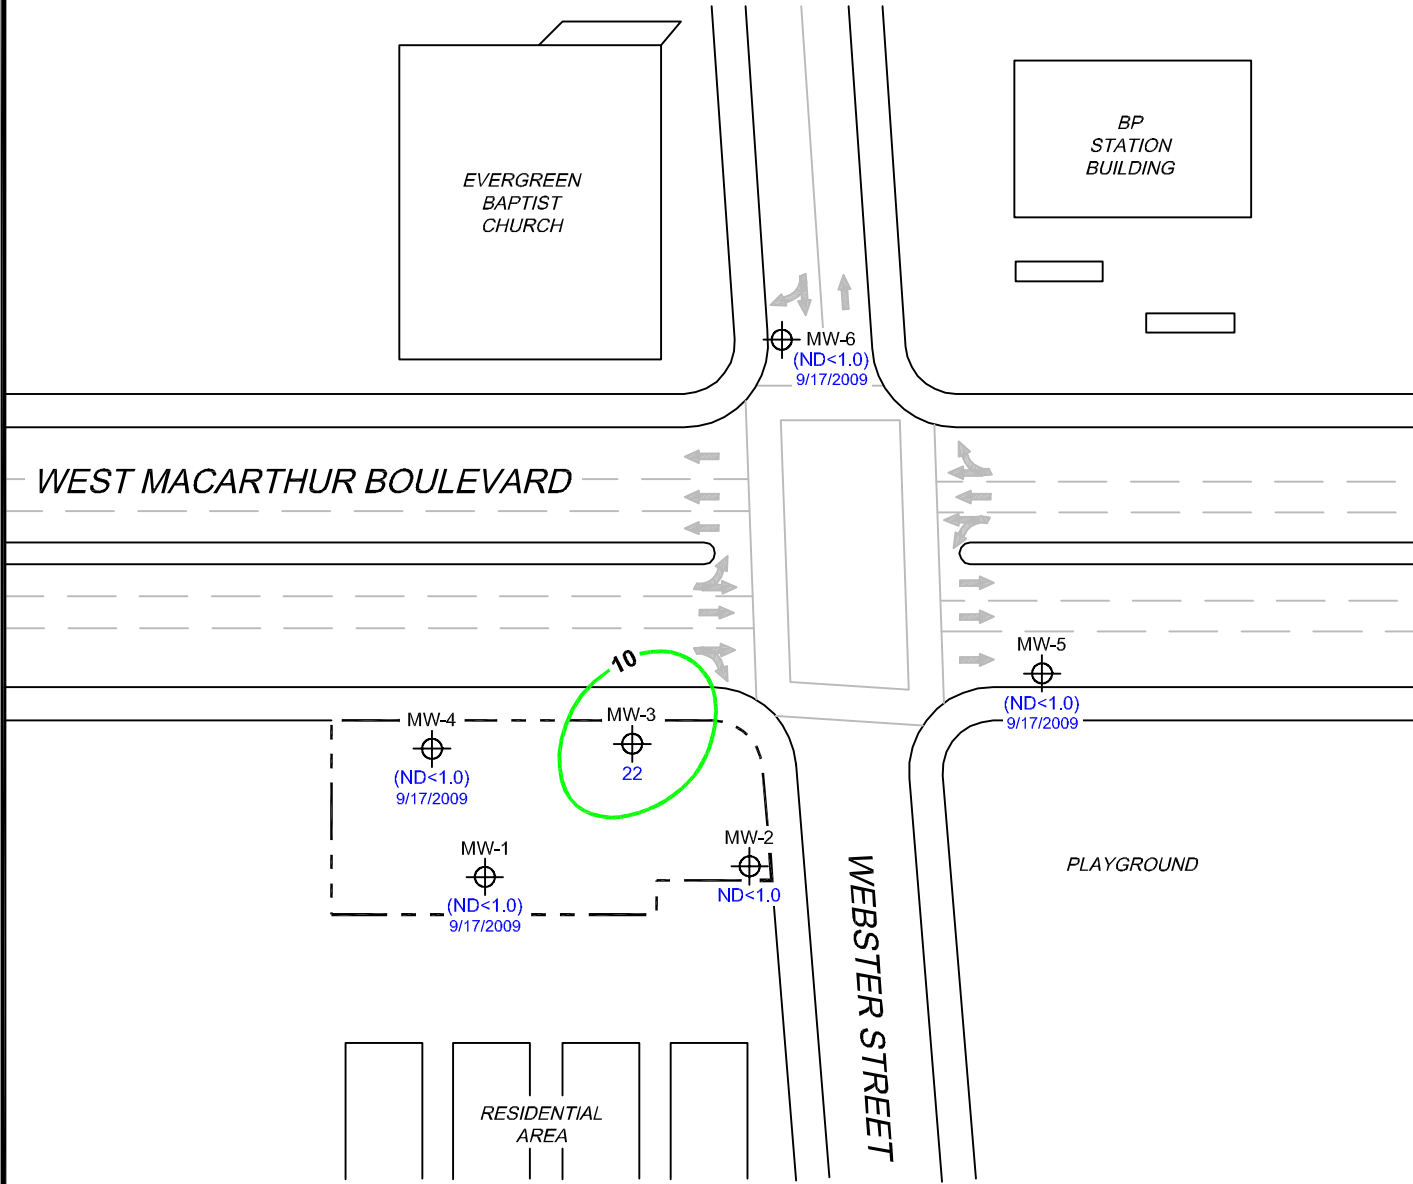 BP
STATION
BUILDING
EVERGREEN
BAPTIST
CHURCH
MW-6
(ND<1.0)
9/17/2009
WEST MACARTHUR BOULEVARD
10
MW-5
(ND<1.0)
9/17/2009
MW-4
(ND<1.0)
9/17/2009
MW-3
22
MW-2
ND<1.0
MW-1
(ND<1.0)
9/17/2009
PLAYGROUND
WEBSTER STREET
RESIDENTIAL
AREA